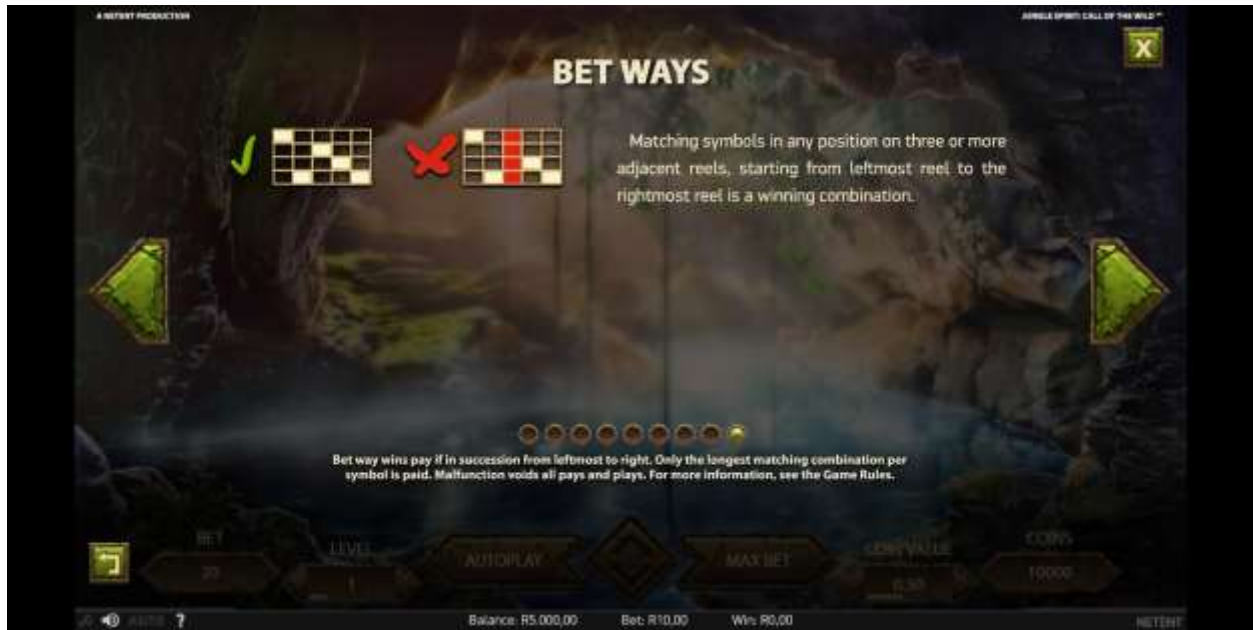 A NETENT PRODUCTION
JUNGLE SPIRIT: CALL OF THE WILD™
X
BET WAYS
Matching symbols in any position on three or more
adjacent reels, starting from leftmost reel to the
rightmost reel is a winning combination.
Bet way wins pay if in succession from leftmost to right. Only the longest matching combination per
symbol is paid. Malfunction voids all pays and plays. For more information, see the Game Rules.
BET
LEVEL
AUTOPLAY
MAX BET
COIN VALUE
COINS
20
1
0.50
10000
? Balance: R5.000,00 Bet: R10,00 Win: R0,00 NETENT